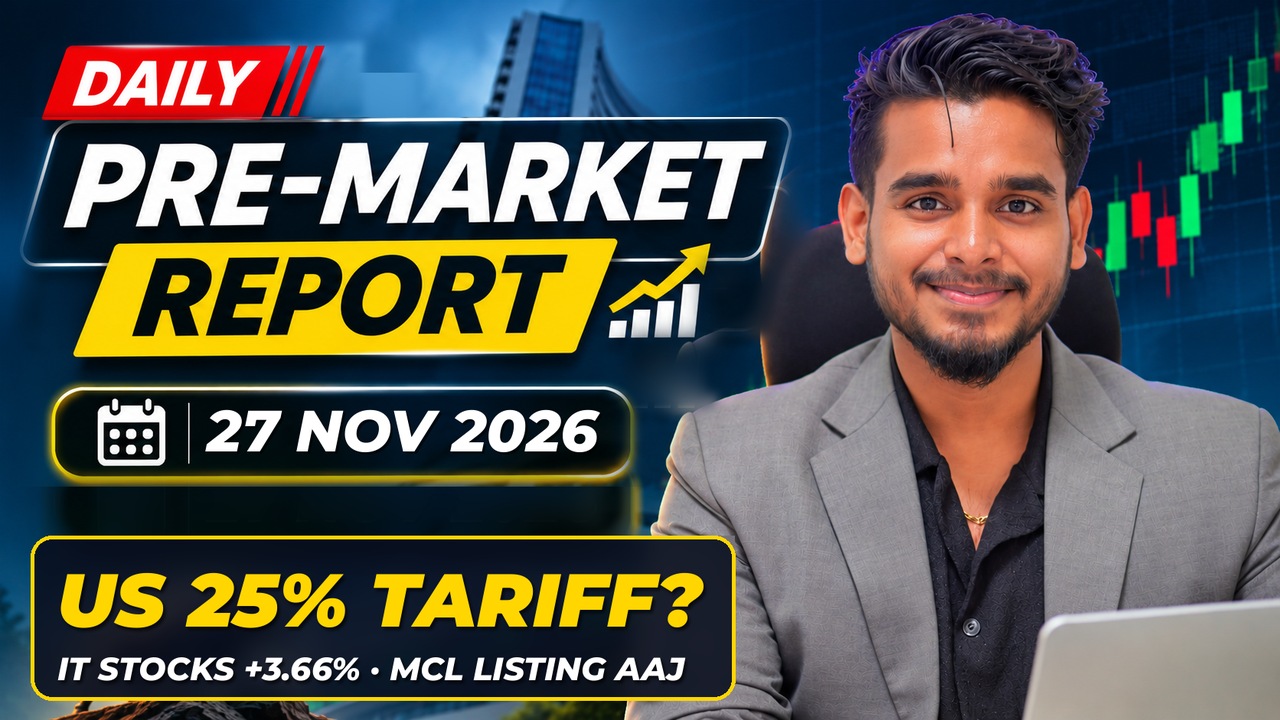 DAILY
PRE-MARKET
REPORT
27 NOV 2026
US 25% TARIFF?
IT STOCKS +3.66% · MCL LISTING AAJ